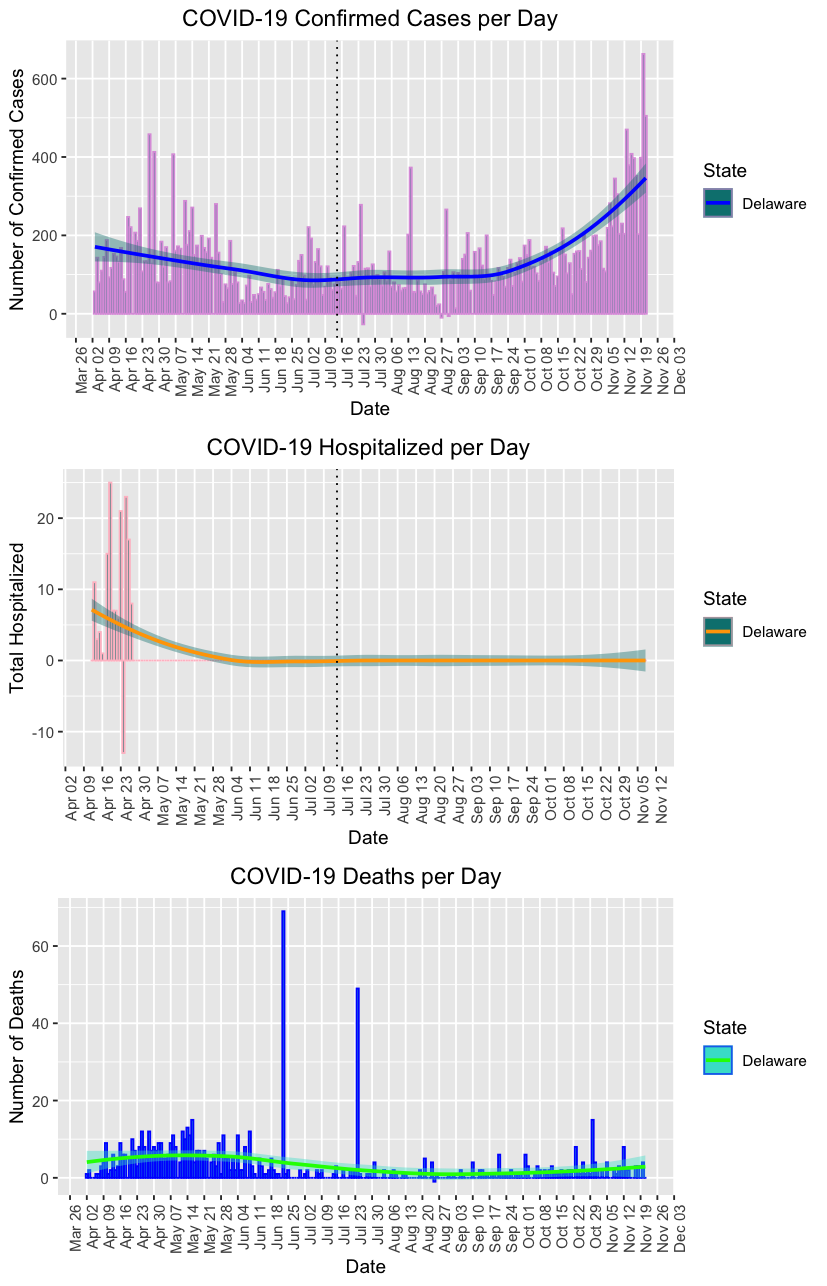 COVID-19 Confirmed Cases per Day
Number of Confirmed Cases
600
400
200
0
Mar 26
Apr 02
Apr 09
Apr 16
Apr 23
Apr 30
May 07
May 14
May 21
May 28
Jun 04
Jun 11
Jun 18
Jun 25
Jul 02
Jul 09
Jul 16
Jul 23
Jul 30
Aug 06
Aug 13
Aug 20
Aug 27
Sep 03
Sep 10
Sep 17
Sep 24
Oct 01
Oct 08
Oct 15
Oct 22
Oct 29
Nov 05
Nov 12
Nov 19
Nov 26
Dec 03
Date
State
Delaware
COVID-19 Hospitalized per Day
Total Hospitalized
20
10
0
-10
Apr 02
Apr 09
Apr 16
Apr 23
Apr 30
May 07
May 14
May 21
May 28
Jun 04
Jun 11
Jun 18
Jun 25
Jul 02
Jul 09
Jul 16
Jul 23
Jul 30
Aug 06
Aug 13
Aug 20
Aug 27
Sep 03
Sep 10
Sep 17
Sep 24
Oct 01
Oct 08
Oct 15
Oct 22
Oct 29
Nov 05
Nov 12
Date
State
Delaware
COVID-19 Deaths per Day
Number of Deaths
60
40
20
0
Mar 26
Apr 02
Apr 09
Apr 16
Apr 23
Apr 30
May 07
May 14
May 21
May 28
Jun 04
Jun 11
Jun 18
Jun 25
Jul 02
Jul 09
Jul 16
Jul 23
Jul 30
Aug 06
Aug 13
Aug 20
Aug 27
Sep 03
Sep 10
Sep 17
Sep 24
Oct 01
Oct 08
Oct 15
Oct 22
Oct 29
Nov 05
Nov 12
Nov 19
Nov 26
Dec 03
Date
State
Delaware